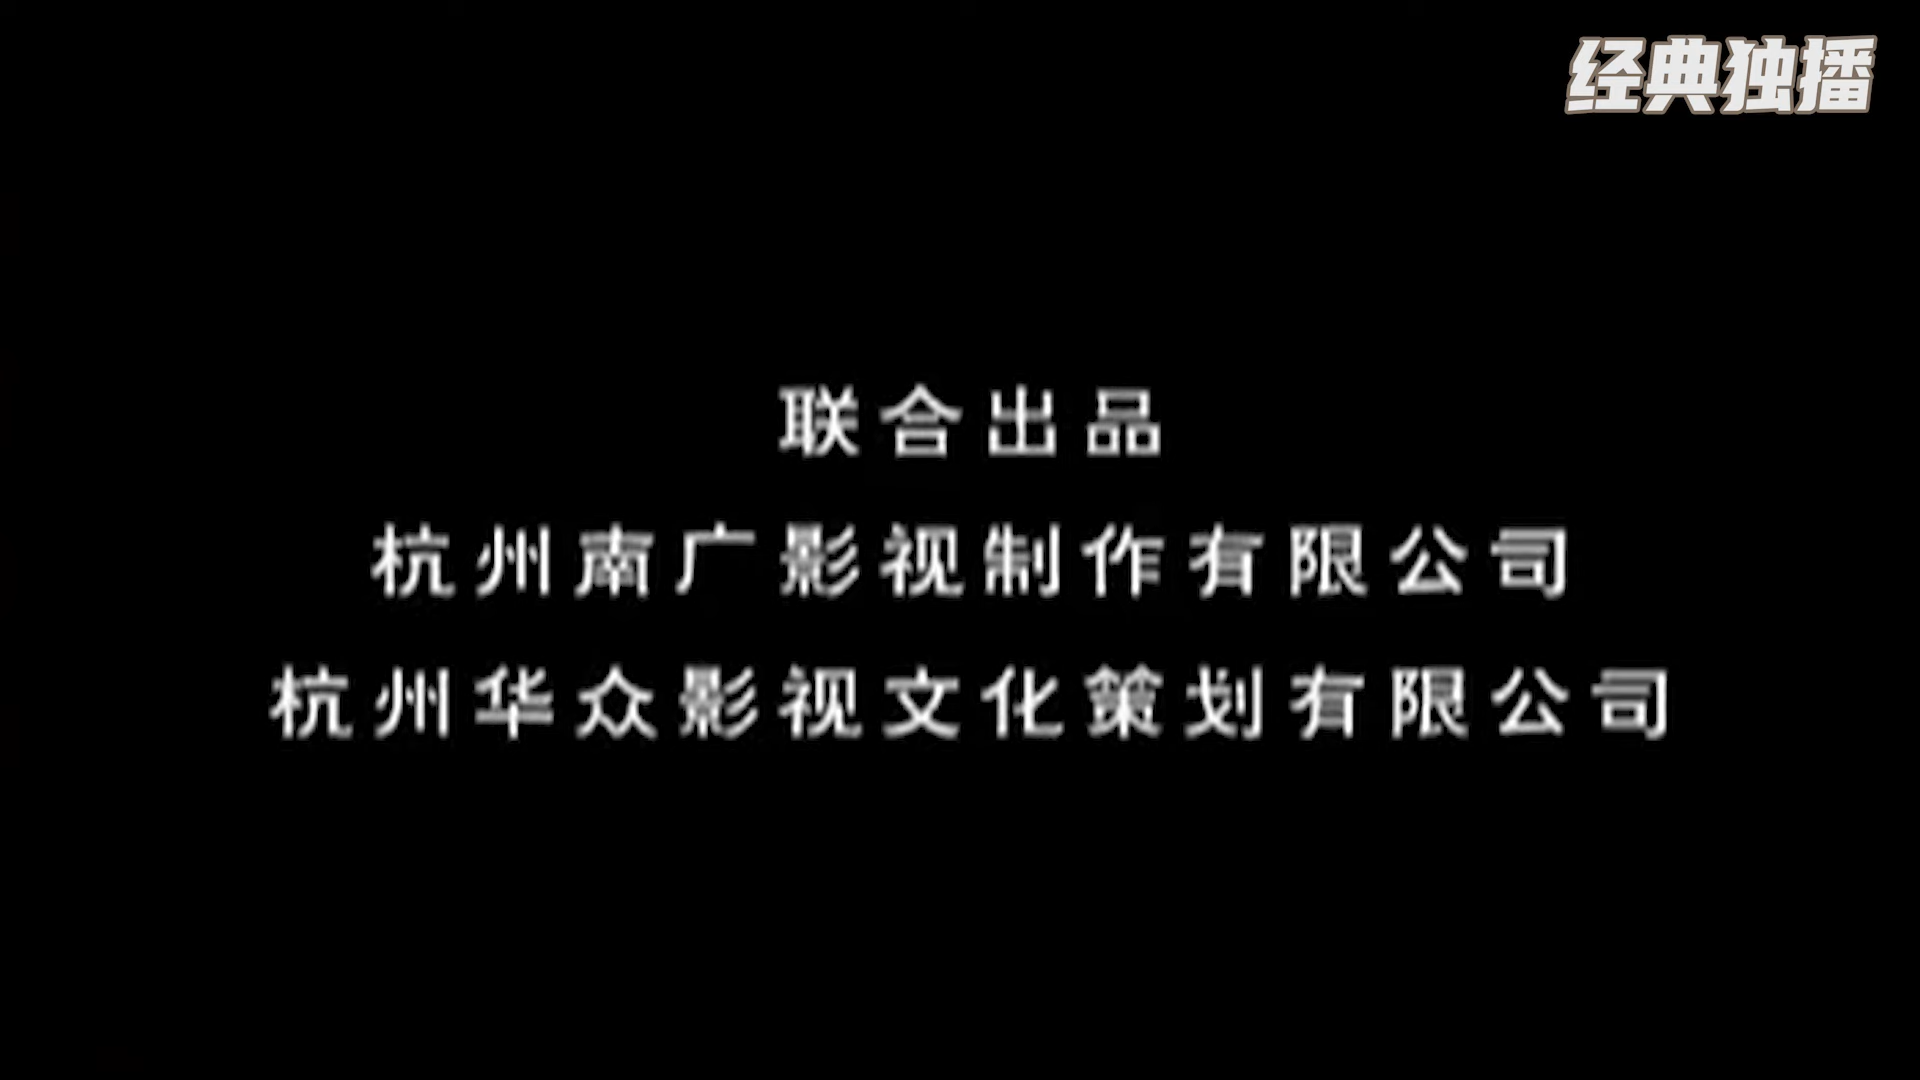 经典独播
联合出品
杭州南广影视制作有限公司
杭州华众影视文化策划有限公司